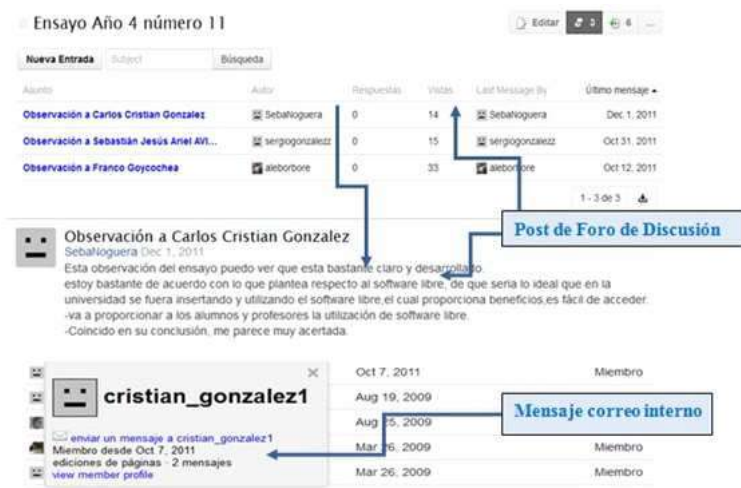 Ensayo Año 4 número 11
Editar 3 6 ...
Nueva Entrada Subject Búsqueda
Asunto Autor Respuestas Vistas Last Message By Último mensaje
Observación a Carlos Cristian Gonzalez SebaNoguera 0 14 SebaNoguera Dec 1, 2011
Observación a Sebastián Jesús Ariel AVI... sergiogonzalezz 0 15 sergiogonzalezz Oct 31, 2011
Observación a Franco Goycochea aleborbore 0 33 aleborbore Oct 12, 2011
1 - 3 de 3
Post de Foro de Discusión
Observación a Carlos Cristian Gonzalez
SebaNoguera Dec 1, 2011
Esta observación del ensayo puedo ver que esta bastante claro y desarrollado.
estoy bastante de acuerdo con lo que plantea respecto al software libre, de que seria lo ideal que en la
universidad se fuera insertando y utilizando el software libre,el cual proporciona beneficios,es fácil de acceder.
-va a proporcionar a los alumnos y profesores la utilización de software libre.
-Coincido en su conclusión, me parece muy acertada.
Oct 7, 2011 Miembro
cristian_gonzalez1
Aug 19, 2009
Aug 25, 2009
Mensaje correo interno
enviar un mensaje a cristian_gonzalez1
Miembro desde Oct 7, 2011
Mar 26, 2009 Miembro
ediciones de páginas · 2 mensajes
view member profile
Mar 26, 2009 Miembro